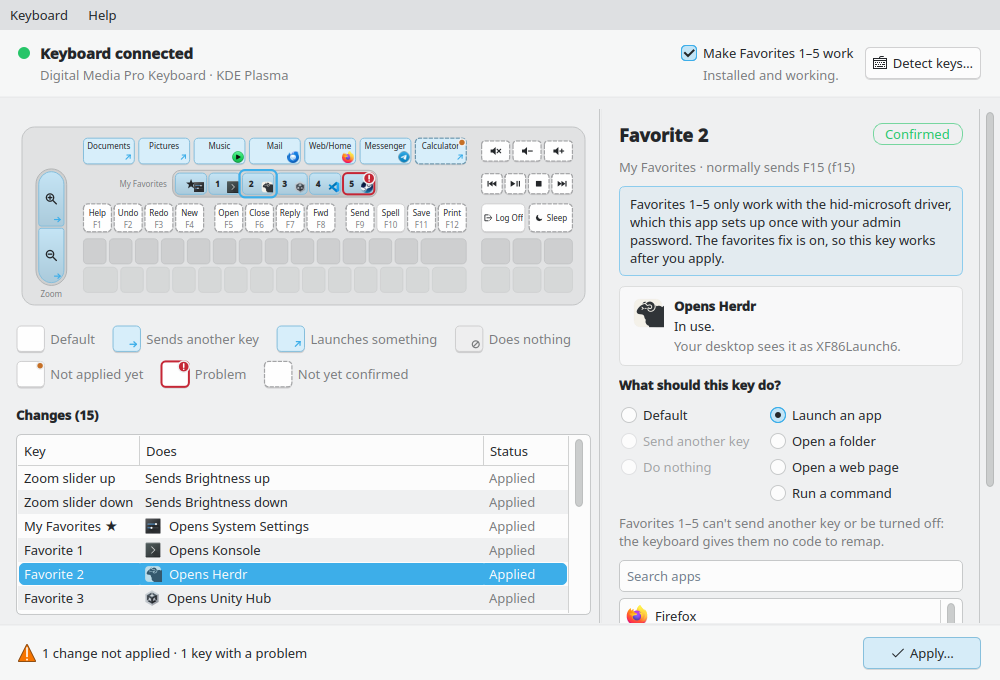 Keyboard Help
Keyboard connected
Digital Media Pro Keyboard · KDE Plasma
Make Favorites 1–5 work
Installed and working.
Detect keys...
Documents Pictures Music Mail Web/Home Messenger Calculator
My Favorites ★ 1 2 3 4 5
Help Undo Redo New Open Close Reply Fwd Send Spell Save Print
F1 F2 F3 F4 F5 F6 F7 F8 F9 F10 F11 F12
Log Off Sleep
Zoom
Default Sends another key Launches something Does nothing
Not applied yet Problem Not yet confirmed
Changes (15)
Key Does Status
Zoom slider up Sends Brightness up Applied
Zoom slider down Sends Brightness down Applied
My Favorites ★ Opens System Settings Applied
Favorite 1 Opens Konsole Applied
Favorite 2 Opens Herdr Applied
Favorite 3 Opens Unity Hub Applied
Favorite 2
Confirmed
My Favorites · normally sends F15 (f15)
Favorites 1–5 only work with the hid-microsoft driver,
which this app sets up once with your admin
password. The favorites fix is on, so this key works
after you apply.
Opens Herdr
In use.
Your desktop sees it as XF86Launch6.
What should this key do?
Default Launch an app
Send another key Open a folder
Do nothing Open a web page
Run a command
Favorites 1–5 can't send another key or be turned off:
the keyboard gives them no code to remap.
Search apps
Firefox
1 change not applied · 1 key with a problem
Apply...